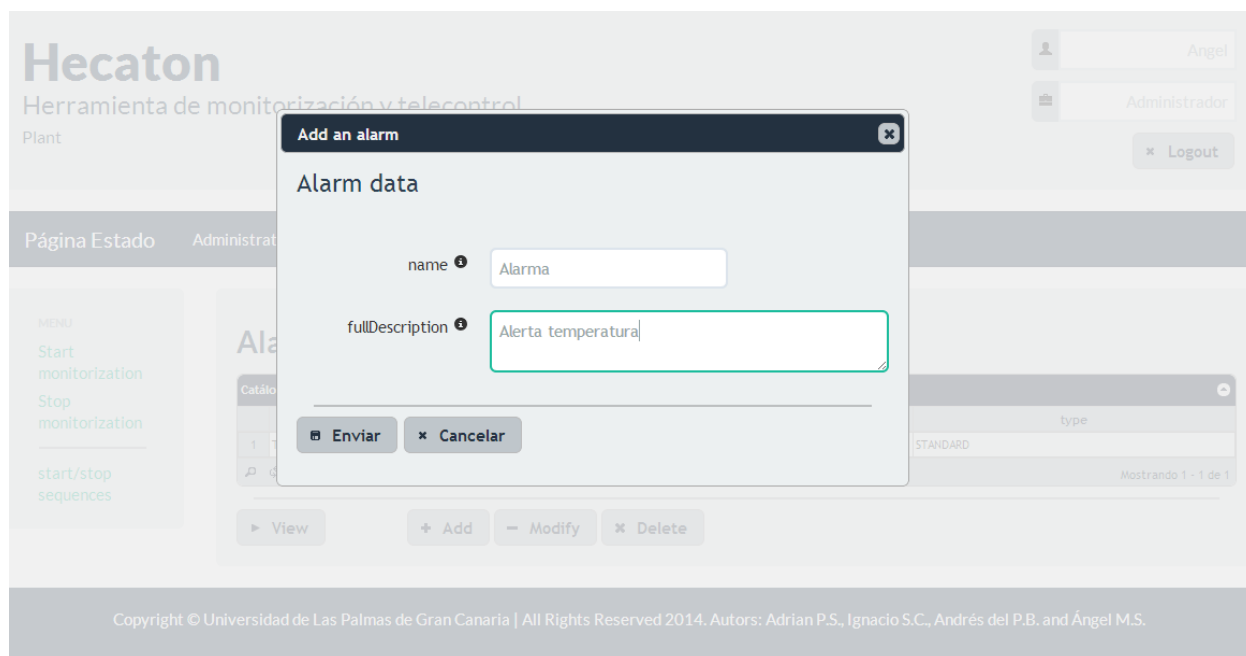 Hecaton
Herramienta de monitorización y telecontrol
Plant
Angel
Administrador
Logout
Página Estado
MENU
Start
monitorization
Stop
monitorization
start/stop
sequences
Add an alarm
Alarm data
name
Alarma
fullDescription
Alerta temperatura
Enviar Cancelar
type
1 STANDARD
Mostrando 1 - 1 de 1
View Add Modify Delete
Copyright © Universidad de Las Palmas de Gran Canaria | All Rights Reserved 2014. Autors: Adrian P.S., Ignacio S.C., Andrés del P.B. and Ángel M.S.